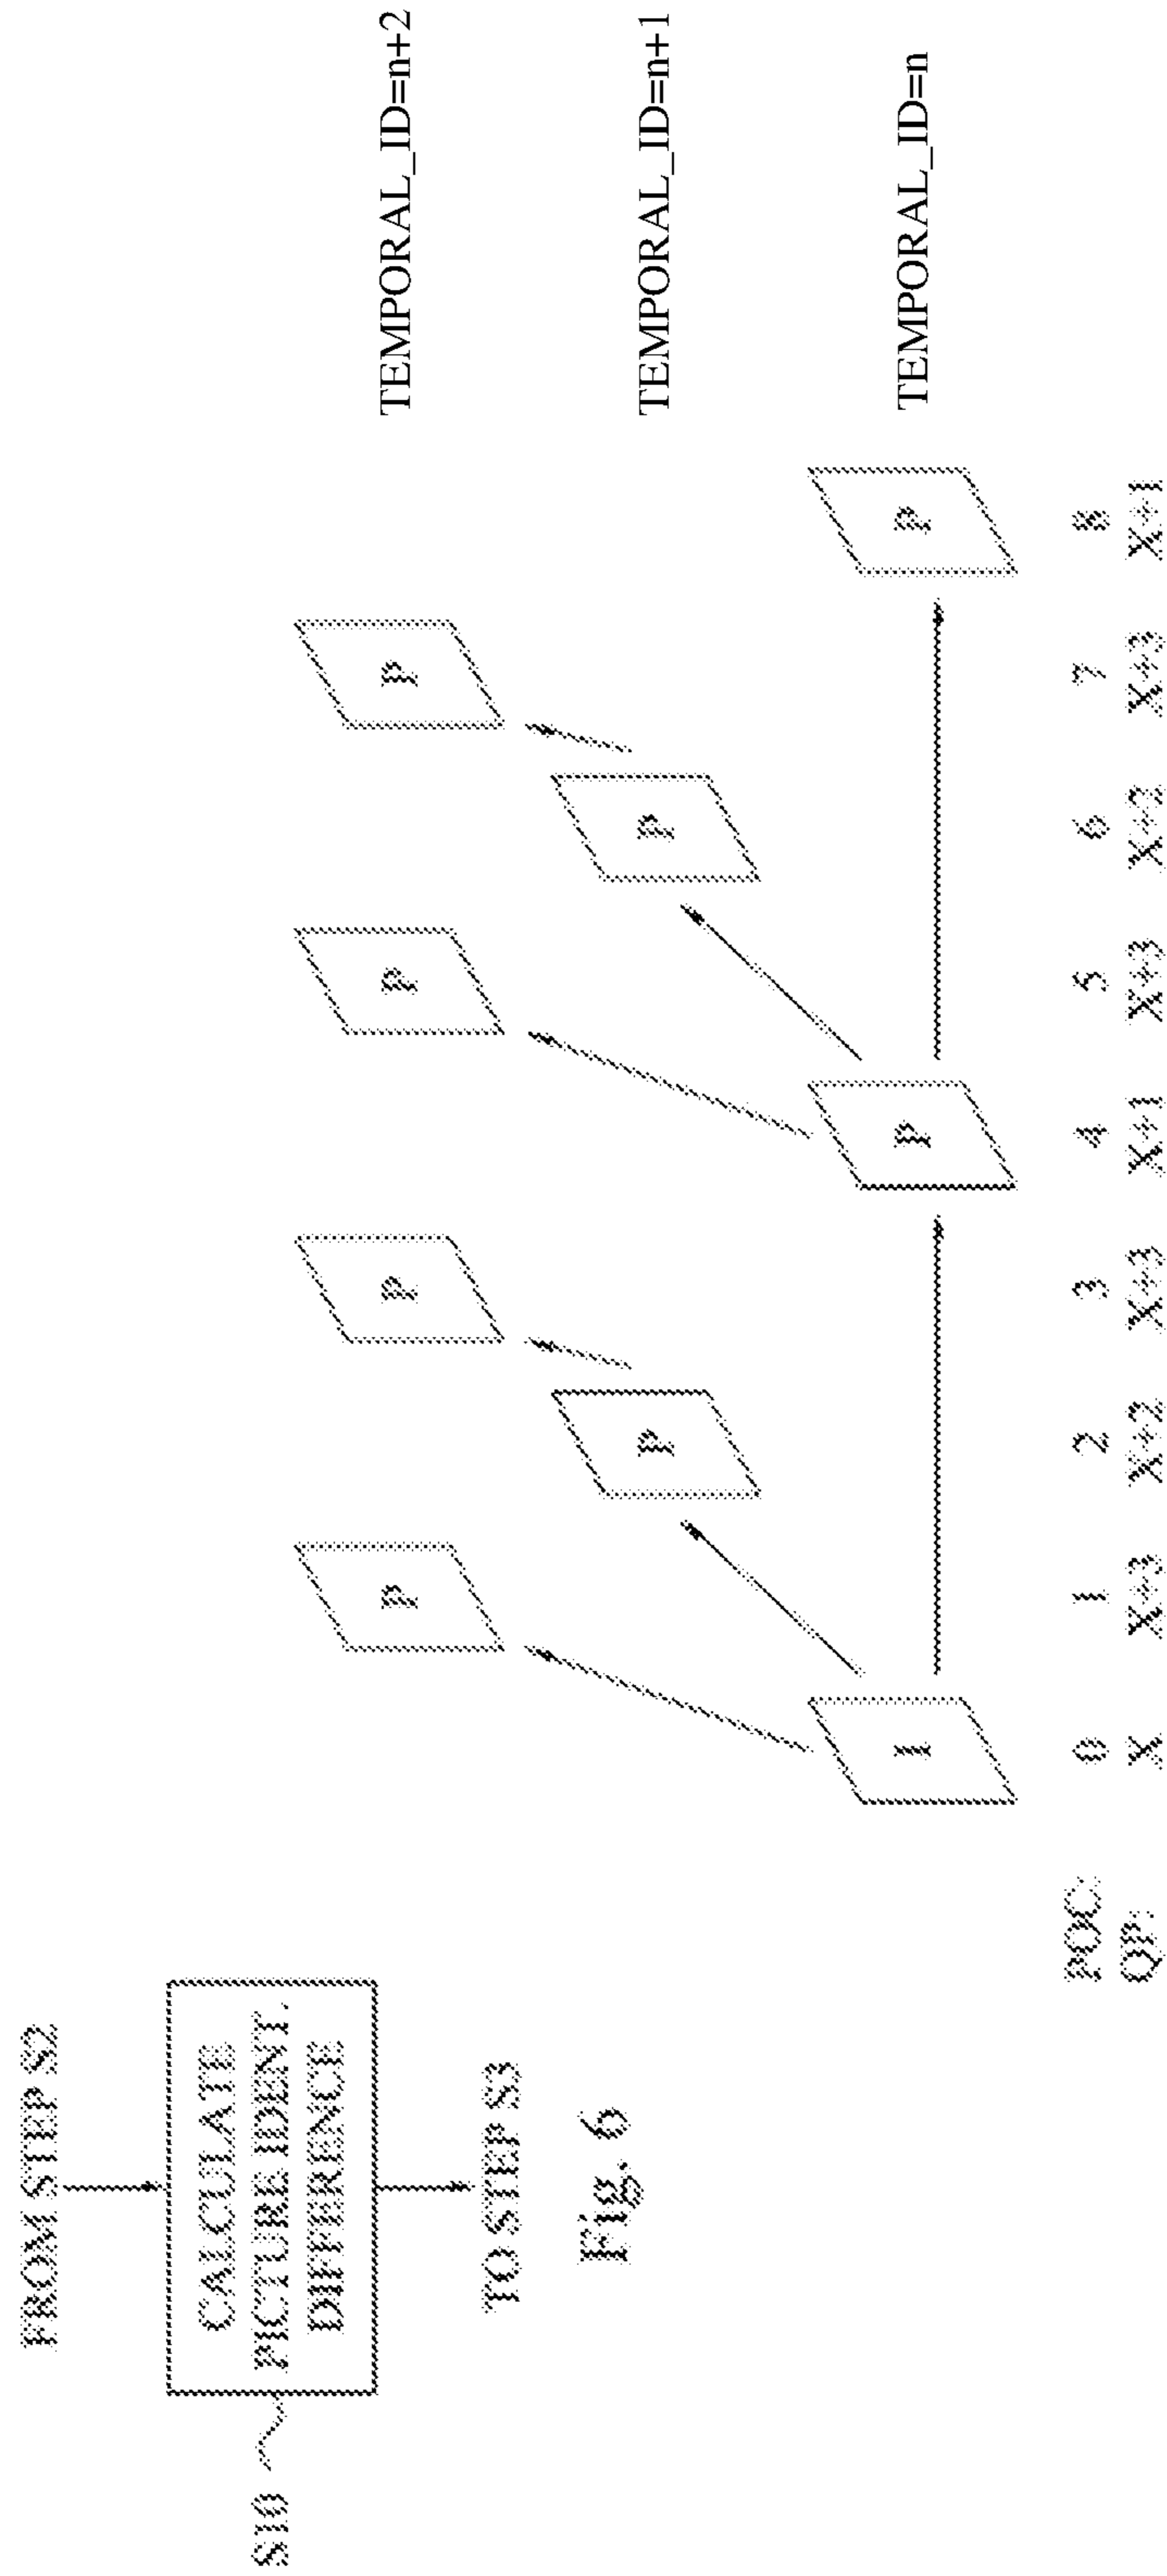 FROM STEP S2
S10
CALCULATE
PICTURE IDENT.
DIFFERENCE
TO STEP S3
Fig. 6
TEMPORAL_ID=n+2
P P P P
TEMPORAL_ID=n+1
P P
TEMPORAL_ID=n
I P P
POC: 0 1 2 3 4 5 6 7 8
QP: X X+3 X+2 X+3 X+1 X+3 X+2 X+3 X+1